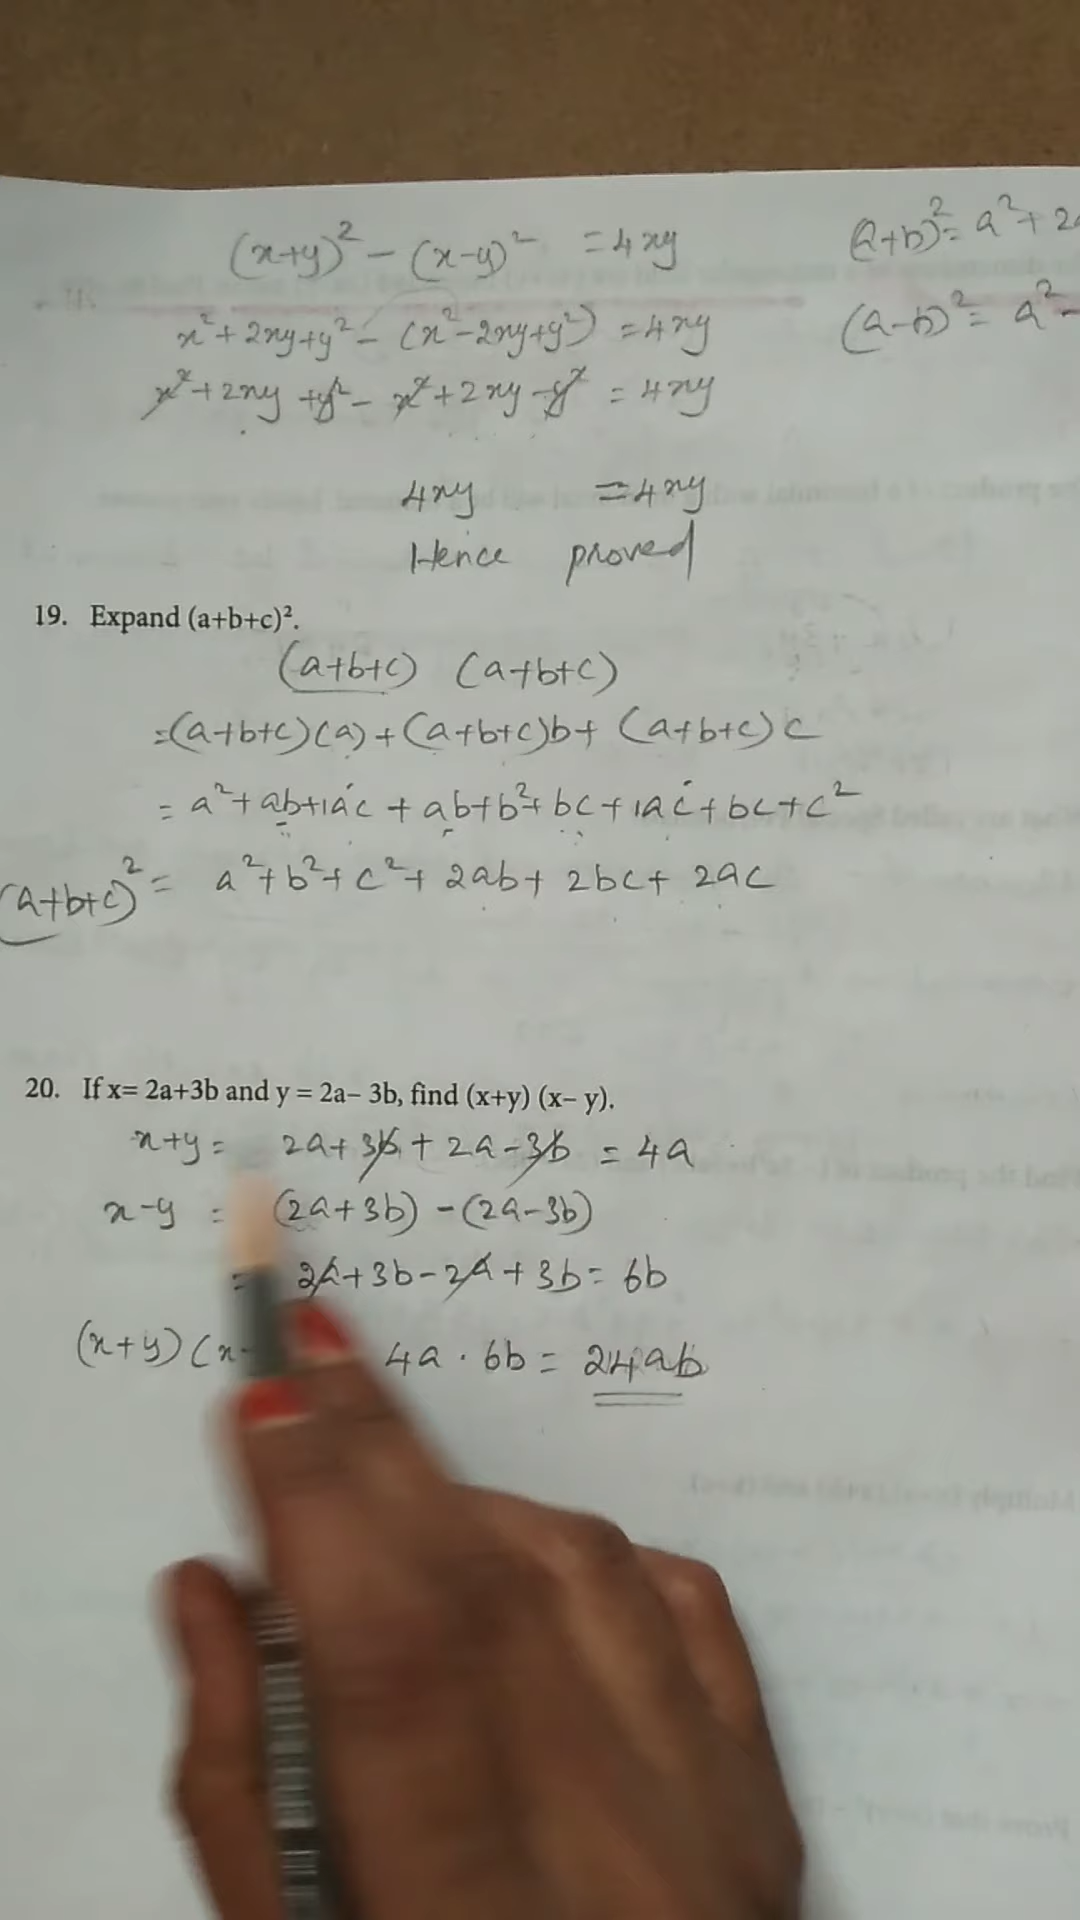 (x+y)² - (x-y)² = 4xy
(a+b)² = a² + 2
x² + 2xy + y² - (x² - 2xy + y²) = 4xy
(a-b)² = a² -
x² + 2xy + y² - x² + 2xy - y² = 4xy
4xy = 4xy
Hence proved
19. Expand (a+b+c)².
(a+b+c) (a+b+c)
= (a+b+c)(a) + (a+b+c)b + (a+b+c)c
= a² + ab + ac + ab + b² + bc + ac + bc + c²
(a+b+c)² = a² + b² + c² + 2ab + 2bc + 2ac
20. If x= 2a+3b and y = 2a– 3b, find (x+y) (x– y).
x+y = 2a + 3b + 2a - 3b = 4a
x-y = (2a+3b) - (2a-3b)
= 2a + 3b - 2a + 3b = 6b
(x+y) (x- 4a . 6b = 24ab